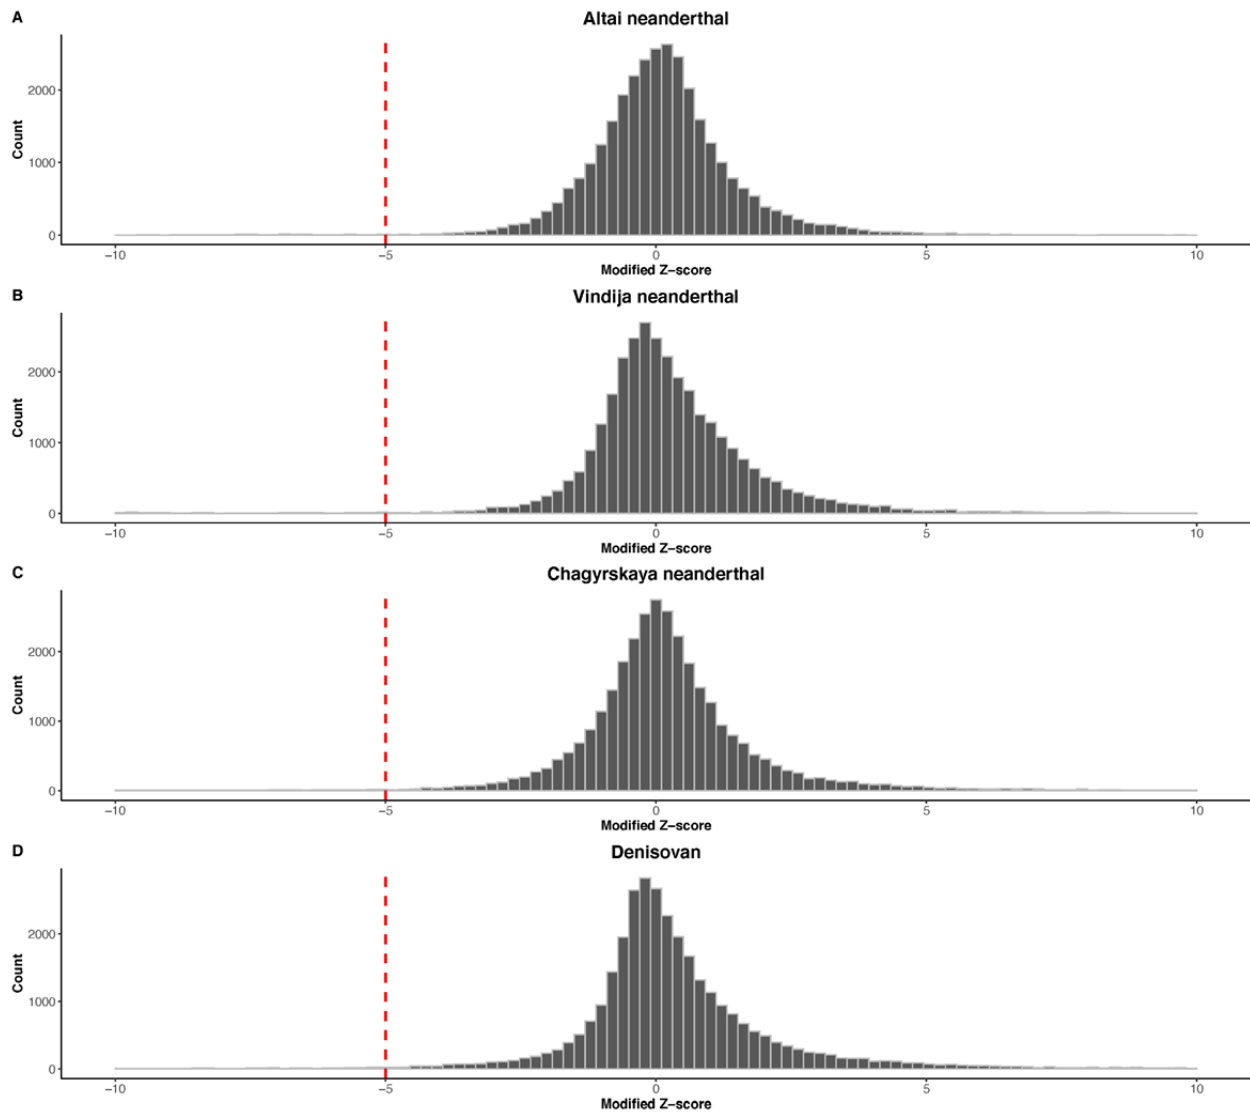 A
Altai neanderthal
Count
2000
1000
0
−10 −5 0 5 10
Modified Z−score
B
Vindija neanderthal
Count
2000
1000
0
−10 −5 0 5 10
Modified Z−score
C
Chagyrskaya neanderthal
Count
2000
1000
0
−10 −5 0 5 10
Modified Z−score
D
Denisovan
Count
2000
1000
0
−10 −5 0 5 10
Modified Z−score